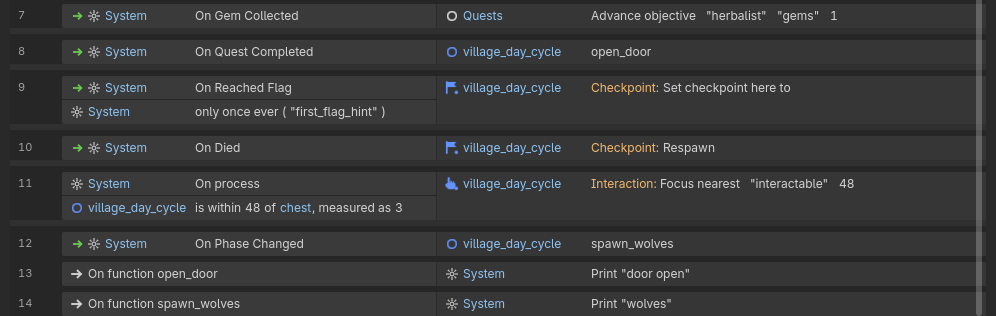 7 System On Gem Collected Quests Advance objective "herbalist" "gems" 1
8 System On Quest Completed village_day_cycle open_door
9 System On Reached Flag village_day_cycle Checkpoint: Set checkpoint here to
System only once ever ( "first_flag_hint" )
10 System On Died village_day_cycle Checkpoint: Respawn
11 System On process village_day_cycle Interaction: Focus nearest "interactable" 48
village_day_cycle is within 48 of chest, measured as 3
12 System On Phase Changed village_day_cycle spawn_wolves
13 On function open_door System Print "door open"
14 On function spawn_wolves System Print "wolves"